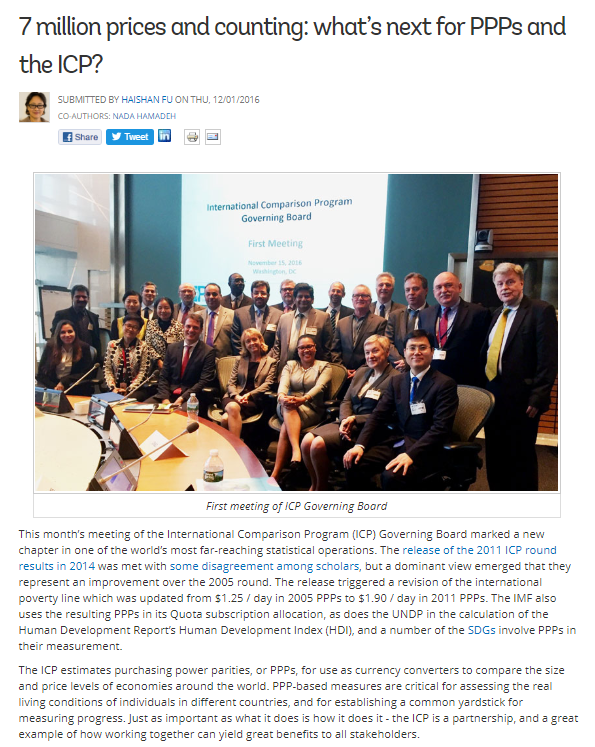 7 million prices and counting: what's next for PPPs and
the ICP?
SUBMITTED BY HAISHAN FU ON THU, 12/01/2016
CO-AUTHORS: NADA HAMADEH
Share
Tweet
in
International Comparison Program
Governing Board
First Meeting
November 15, 2016
Washington, DC
First meeting of ICP Governing Board
This month's meeting of the International Comparison Program (ICP) Governing Board marked a new
chapter in one of the world's most far-reaching statistical operations. The release of the 2011 ICP round
results in 2014 was met with some disagreement among scholars, but a dominant view emerged that they
represent an improvement over the 2005 round. The release triggered a revision of the international
poverty line which was updated from $1.25 / day in 2005 PPPs to $1.90 / day in 2011 PPPs. The IMF also
uses the resulting PPPs in its Quota subscription allocation, as does the UNDP in the calculation of the
Human Development Report's Human Development Index (HDI), and a number of the SDGs involve PPPs in
their measurement.
The ICP estimates purchasing power parities, or PPPs, for use as currency converters to compare the size
and price levels of economies around the world. PPP-based measures are critical for assessing the real
living conditions of individuals in different countries, and for establishing a common yardstick for
measuring progress. Just as important as what it does is how it does it - the ICP is a partnership, and a great
example of how working together can yield great benefits to all stakeholders.